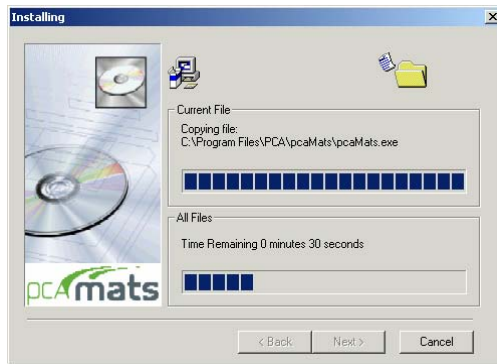 Installing
Current File
Copying file:
C:\Program Files\PCA\pcaMats\pcaMats.exe
All Files
Time Remaining 0 minutes 30 seconds
pcAmats
< Back
Next >
Cancel